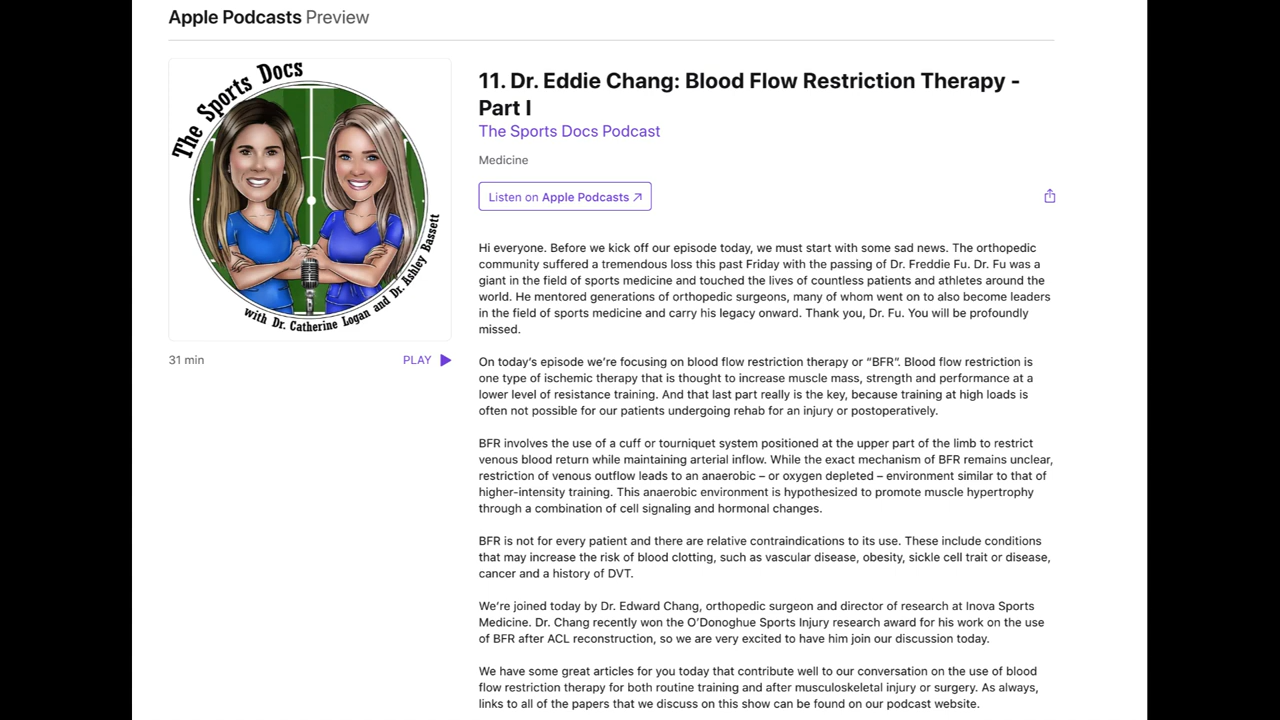 Apple Podcasts Preview
The Sports Docs
with Dr. Catherine Logan and Dr. Ashley Bassett
31 min
PLAY
11. Dr. Eddie Chang: Blood Flow Restriction Therapy -
Part I
The Sports Docs Podcast
Medicine
Listen on Apple Podcasts ↗
Hi everyone. Before we kick off our episode today, we must start with some sad news. The orthopedic
community suffered a tremendous loss this past Friday with the passing of Dr. Freddie Fu. Dr. Fu was a
giant in the field of sports medicine and touched the lives of countless patients and athletes around the
world. He mentored generations of orthopedic surgeons, many of whom went on to also become leaders
in the field of sports medicine and carry his legacy onward. Thank you, Dr. Fu. You will be profoundly
missed.
On today’s episode we’re focusing on blood flow restriction therapy or “BFR”. Blood flow restriction is
one type of ischemic therapy that is thought to increase muscle mass, strength and performance at a
lower level of resistance training. And that last part really is the key, because training at high loads is
often not possible for our patients undergoing rehab for an injury or postoperatively.
BFR involves the use of a cuff or tourniquet system positioned at the upper part of the limb to restrict
venous blood return while maintaining arterial inflow. While the exact mechanism of BFR remains unclear,
restriction of venous outflow leads to an anaerobic – or oxygen depleted – environment similar to that of
higher-intensity training. This anaerobic environment is hypothesized to promote muscle hypertrophy
through a combination of cell signaling and hormonal changes.
BFR is not for every patient and there are relative contraindications to its use. These include conditions
that may increase the risk of blood clotting, such as vascular disease, obesity, sickle cell trait or disease,
cancer and a history of DVT.
We’re joined today by Dr. Edward Chang, orthopedic surgeon and director of research at Inova Sports
Medicine. Dr. Chang recently won the O’Donoghue Sports Injury research award for his work on the use
of BFR after ACL reconstruction, so we are very excited to have him join our discussion today.
We have some great articles for you today that contribute well to our conversation on the use of blood
flow restriction therapy for both routine training and after musculoskeletal injury or surgery. As always,
links to all of the papers that we discuss on this show can be found on our podcast website.